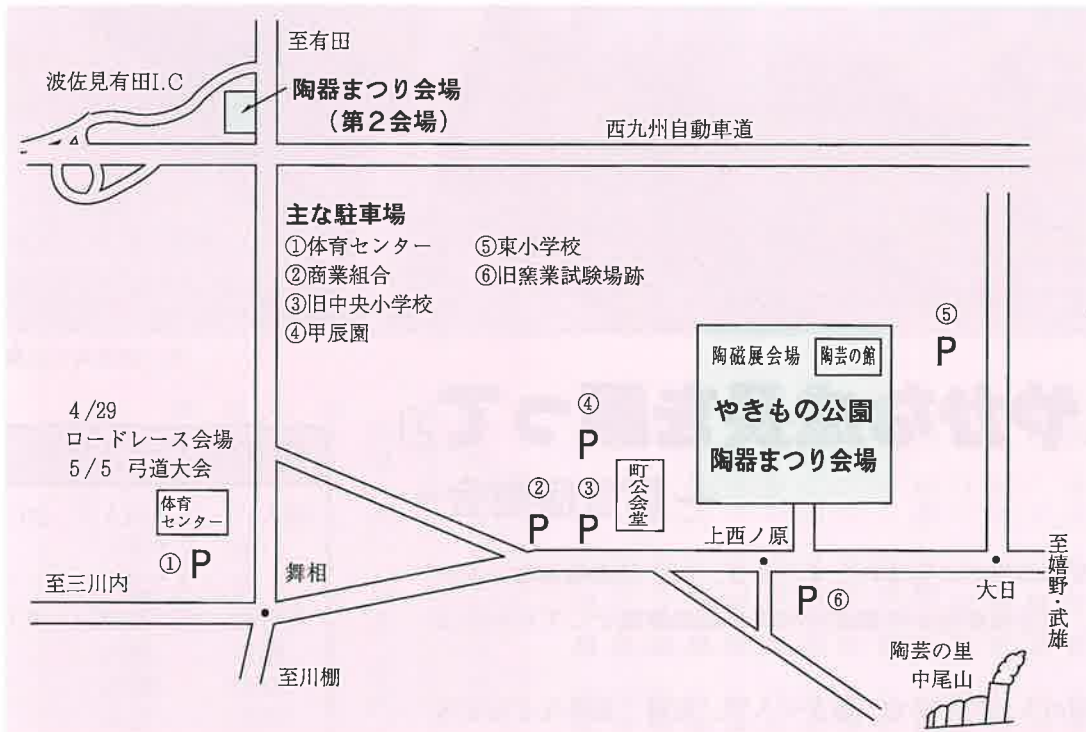 至有田
波佐見有田I.C
陶器まつり会場
（第2会場）
西九州自動車道
主な駐車場
①体育センター
②商業組合
③旧中央小学校
④甲辰園
⑤東小学校
⑥旧窯業試験場跡
陶磁展会場
陶芸の館
やきもの公園
陶器まつり会場
⑤
P
4/29
ロードレース会場
5/5 弓道大会
体育
センター
① P
④
P
②
P
③
P
町公会堂
上西ノ原
至三川内
舞相
P ⑥
大日
至嬉野・武雄
至川棚
陶芸の里
中尾山